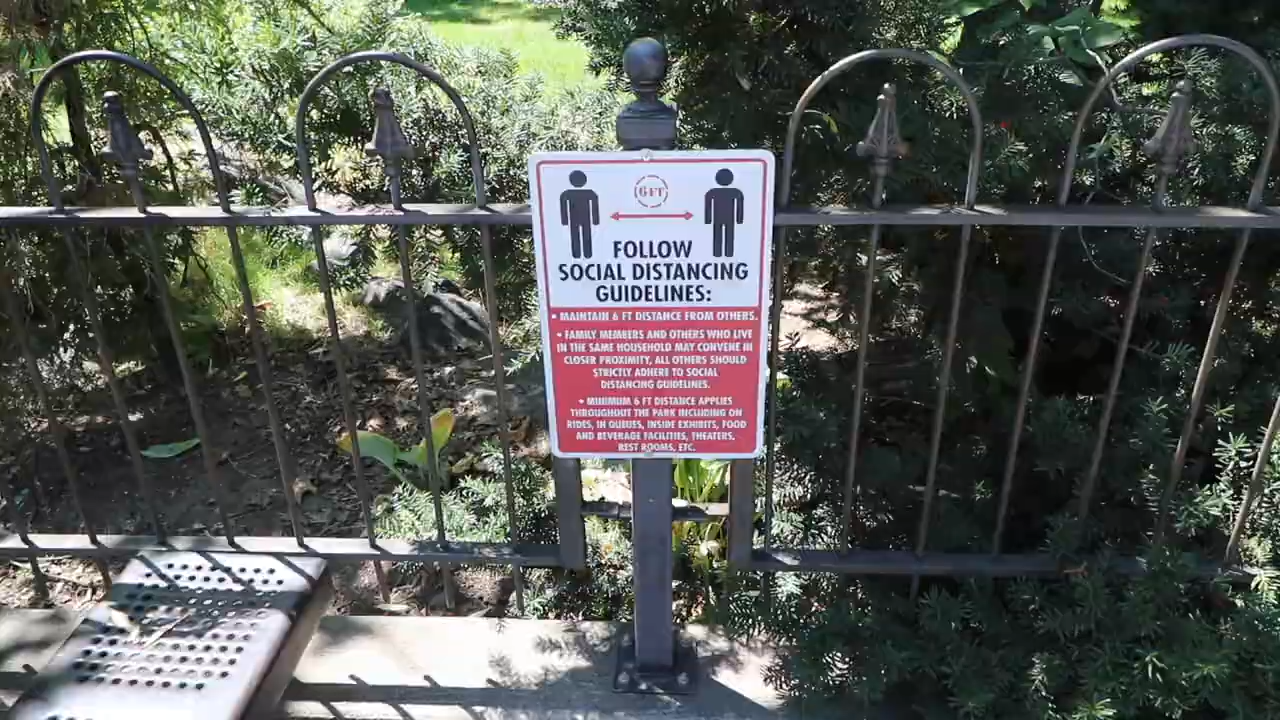 6 FT
FOLLOW
SOCIAL DISTANCING
GUIDELINES:
• MAINTAIN 6 FT DISTANCE FROM OTHERS.
• FAMILY MEMBERS AND OTHERS WHO LIVE
IN THE SAME HOUSEHOLD MAY CONVENE IN
CLOSER PROXIMITY, ALL OTHERS SHOULD
STRICTLY ADHERE TO SOCIAL
DISTANCING GUIDELINES.
• MINIMUM 6 FT DISTANCE APPLIES
THROUGHOUT THE PARK INCLUDING ON
RIDES, IN QUEUES, INSIDE EXHIBITS, FOOD
AND BEVERAGE FACILITIES, THEATERS,
REST ROOMS, ETC.